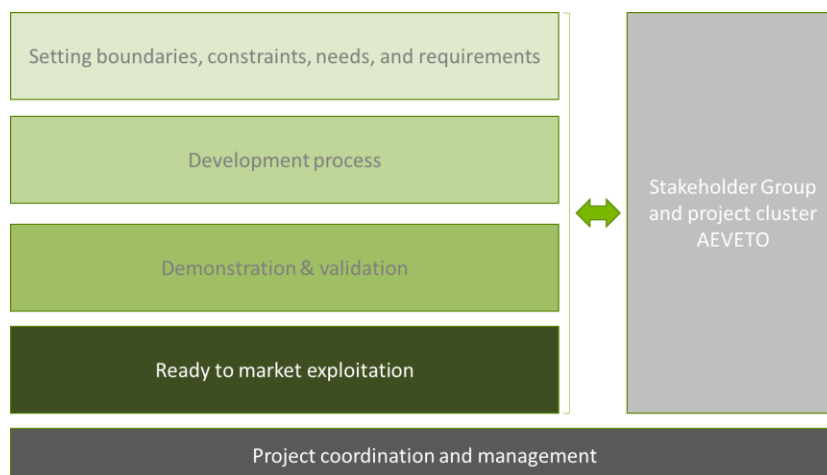 Setting boundaries, constraints, needs, and requirements
Development process
Demonstration & validation
Ready to market exploitation
Stakeholder Group
and project cluster
AEVETO
Project coordination and management